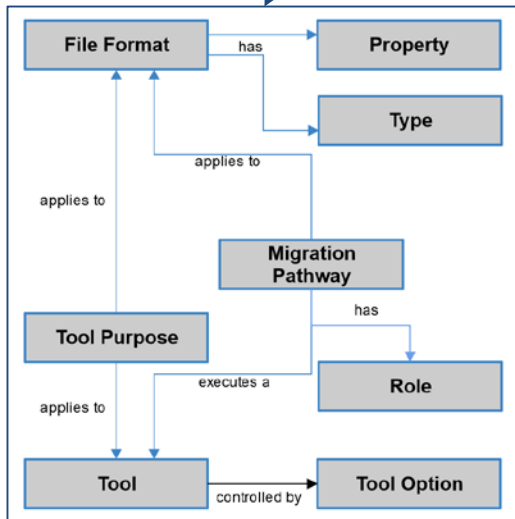 File Format
has
Property
Type
applies to
applies to
Migration
Pathway
has
Tool Purpose
executes a
Role
applies to
Tool
controlled by
Tool Option